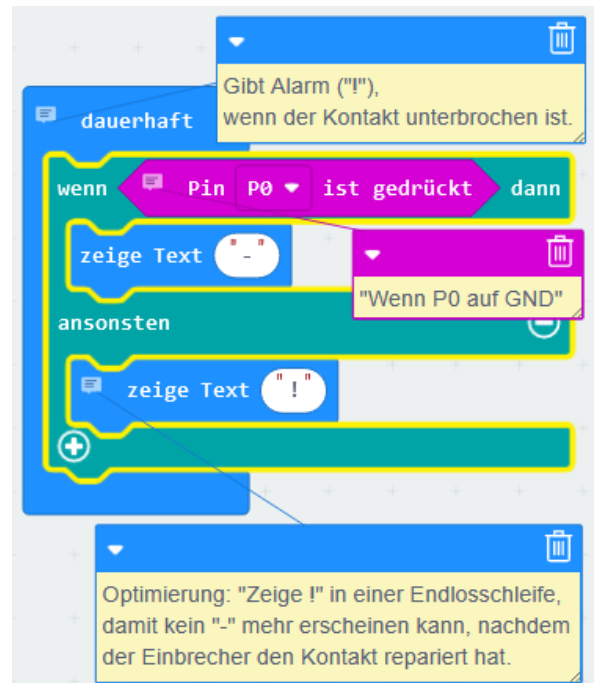 Gibt Alarm ("!"),
wenn der Kontakt unterbrochen ist.
dauerhaft
wenn Pin P0 ist gedrückt dann
zeige Text "-"
"Wenn P0 auf GND"
ansonsten
zeige Text "!"
Optimierung: "Zeige !" in einer Endlosschleife,
damit kein "-" mehr erscheinen kann, nachdem
der Einbrecher den Kontakt repariert hat.